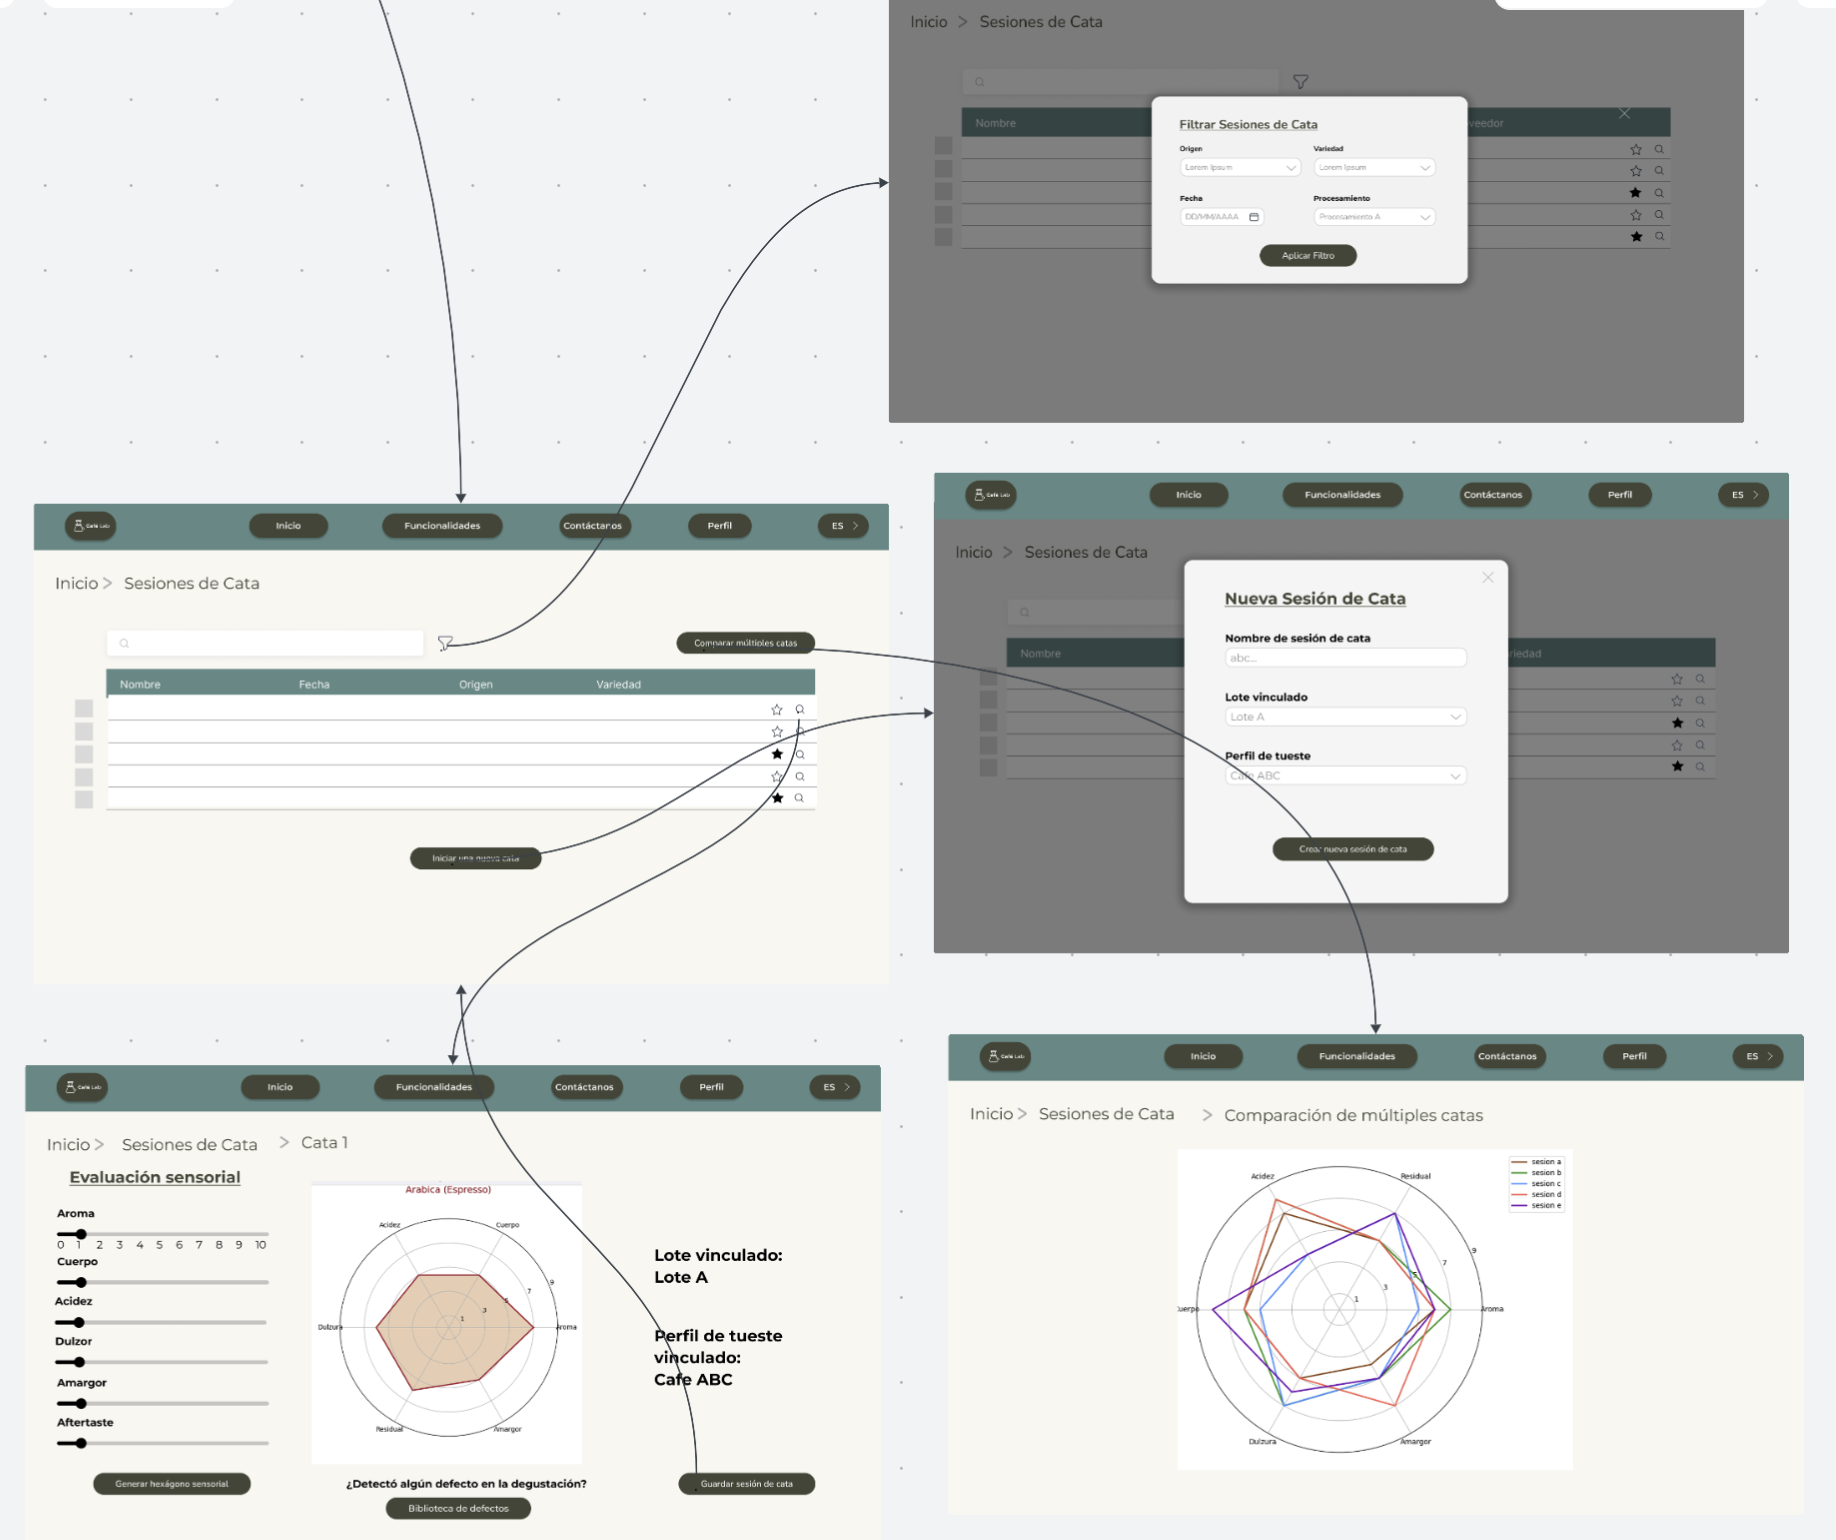 Inicio > Sesiones de Cata
Nombre
veedor
Filtrar Sesiones de Cata
Origen Variedad
Lorem Ipsum Lorem Ipsum
Fecha Procesamiento
DD/MM/AAAA Procesamiento A
Aplicar Filtro
Café Lab Inicio Funcionalidades Contáctanos Perfil ES >
Inicio > Sesiones de Cata
Comparar múltiples catas
Nombre Fecha Origen Variedad
Iniciar una nueva cata
Café Lab Inicio Funcionalidades Contáctanos Perfil ES >
Inicio > Sesiones de Cata
Nombre
riedad
Nueva Sesión de Cata
Nombre de sesión de cata
abc...
Lote vinculado
Lote A
Perfil de tueste
Cafe ABC
Crear nueva sesión de cata
Café Lab Inicio Funcionalidades Contáctanos Perfil ES >
Inicio > Sesiones de Cata > Cata 1
Evaluación sensorial
Aroma
0 1 2 3 4 5 6 7 8 9 10
Cuerpo
Acidez
Dulzor
Amargor
Aftertaste
Generar hexágono sensorial
Arabica (Espresso)
Acidez Cuerpo
9
7
5
3
1
Dulzura Aroma
Residual Amargor
¿Detectó algún defecto en la degustación?
Biblioteca de defectos
Lote vinculado:
Lote A
Perfil de tueste
vinculado:
Cafe ABC
Guardar sesión de cata
Café Lab Inicio Funcionalidades Contáctanos Perfil ES >
Inicio > Sesiones de Cata > Comparación de múltiples catas
sesion a
sesion b
sesion c
sesion d
sesion e
Acidez Residual
9
7
5
3
1
uerpo Aroma
Dulzura Amargor